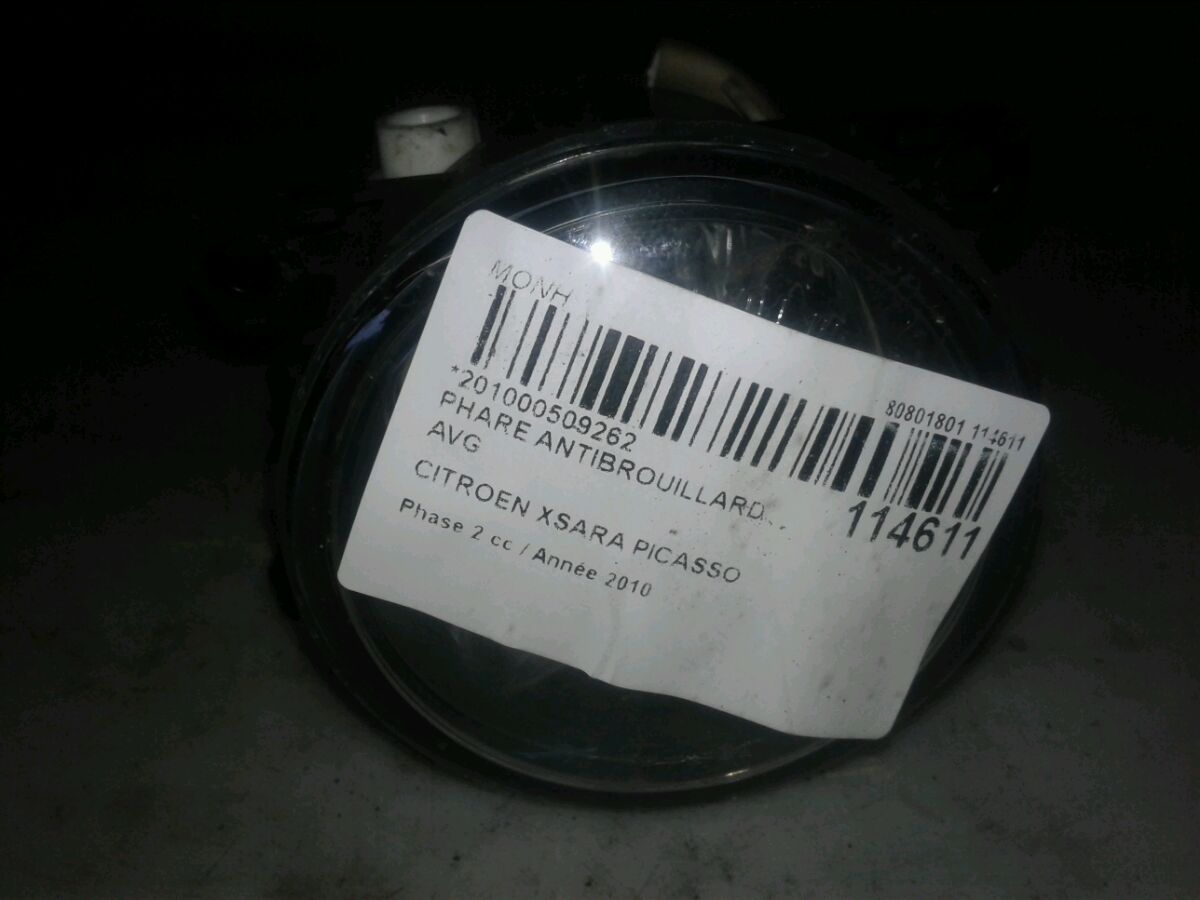 MONH
80801801 114611
*201000509262
114611
PHARE ANTIBROUILLARD...
AVG
CITROEN XSARA PICASSO
Phase 2 cc / Année 2010